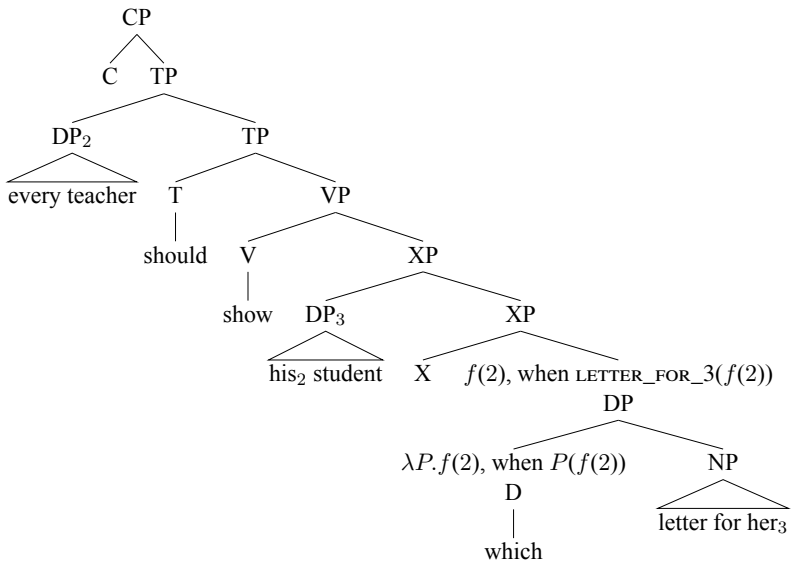 CP
C TP
DP₂ TP
every teacher T VP
should V XP
show DP₃ XP
his₂ student X f(2), when LETTER_FOR_3(f(2))
DP
λP.f(2), when P(f(2)) NP
D letter for her₃
which